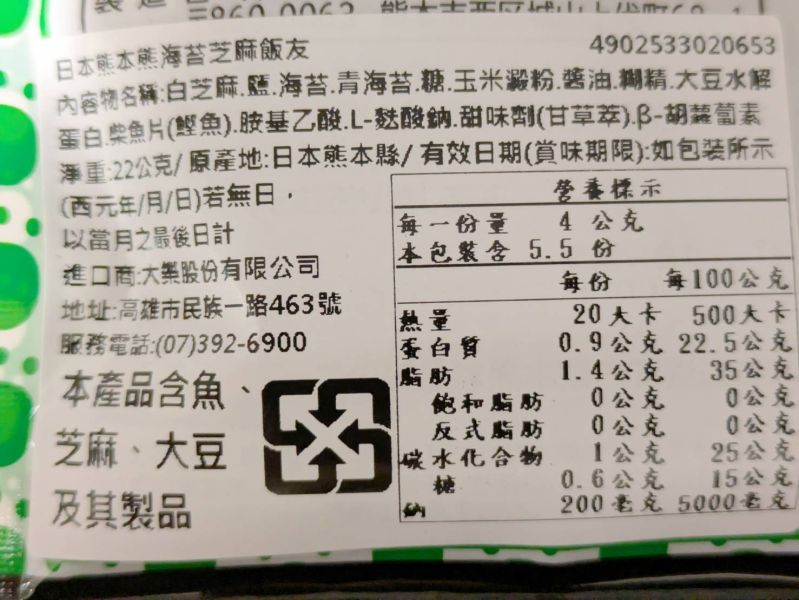 860-0063
日本熊本熊海苔芝麻飯友
4902533020653
內容物名稱:白芝麻.鹽.海苔.青海苔.糖.玉米澱粉.醬油.糊精.大豆水解
蛋白.柴魚片(鰹魚).胺基乙酸.L-麩酸鈉.甜味劑(甘草萃).β-胡蘿蔔素
淨重:22公克/ 原產地:日本熊本縣/ 有效日期(賞味期限):如包裝所示
(西元年/月/日)若無日，
以當月之最後日計
進口商:大樂股份有限公司
地址:高雄市民族一路463號
服務電話:(07)392-6900
本產品含魚、
芝麻、大豆
及其製品
營養標示
每一份量 4 公克
本包裝含 5.5 份
每份 每100公克
熱量 20 大卡 500大卡
蛋白質 0.9公克 22.5公克
脂肪 1.4公克 35公克
飽和脂肪 0公克 0公克
反式脂肪 0公克 0公克
碳水化合物 1公克 25公克
糖 0.6公克 15公克
鈉 200毫克 5000毫克